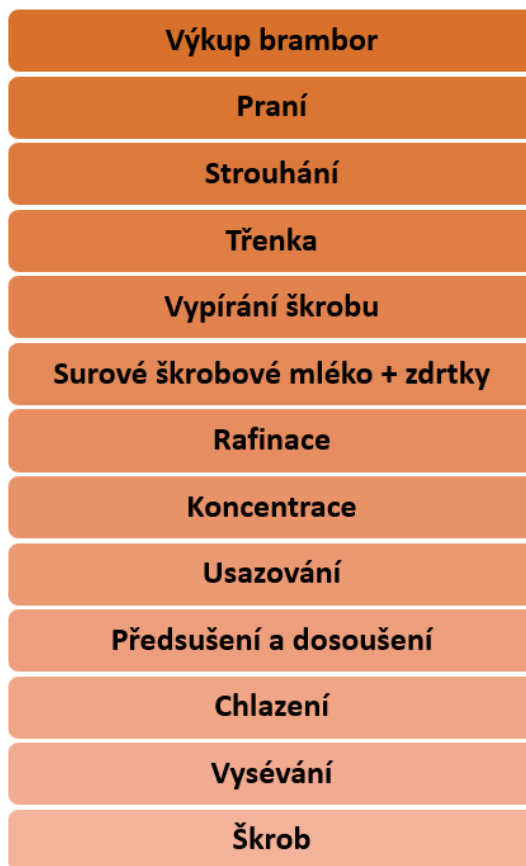 Výkup brambor
Praní
Strouhání
Třenka
Vypírání škrobu
Surové škrobové mléko + zdrtky
Rafinace
Koncentrace
Usazování
Předsušení a dosoušení
Chlazení
Vysévání
Škrob